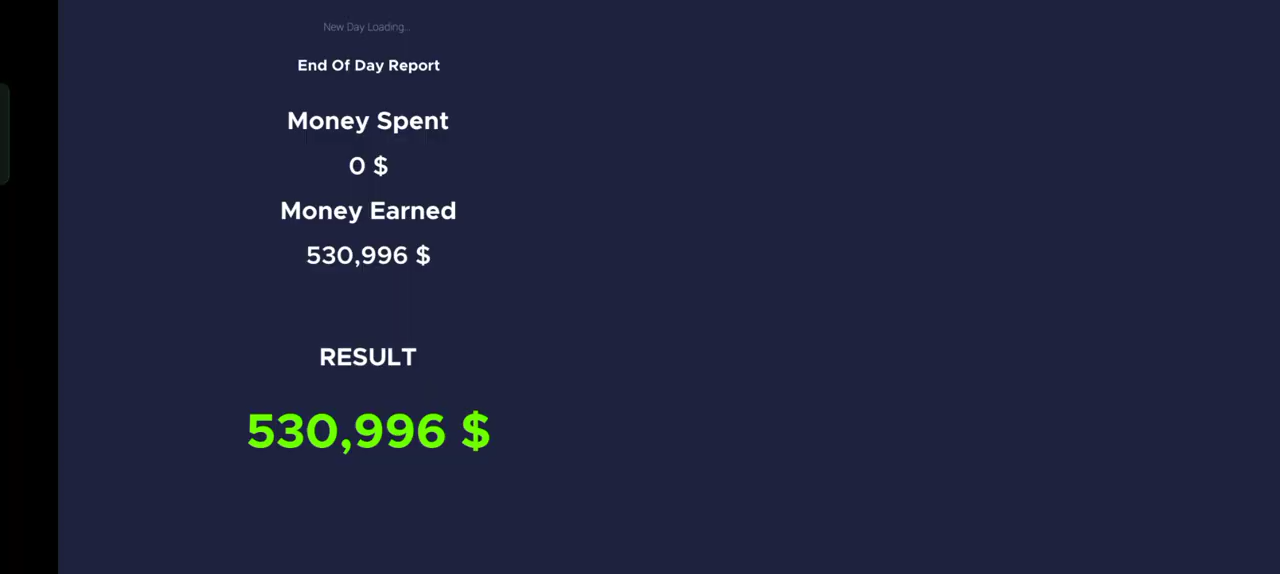 New Day Loading...
End Of Day Report
Money Spent
0 $
Money Earned
530,996 $
RESULT
530,996 $